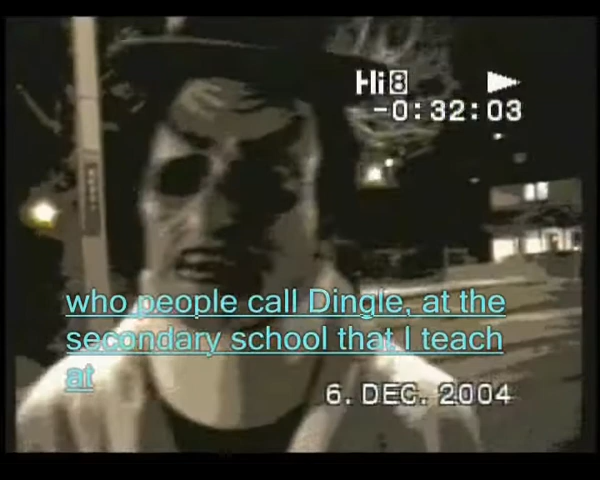 Hi8
-0:32:03
who people call Dingle, at the
secondary school that I teach
at
6. DEC. 2004